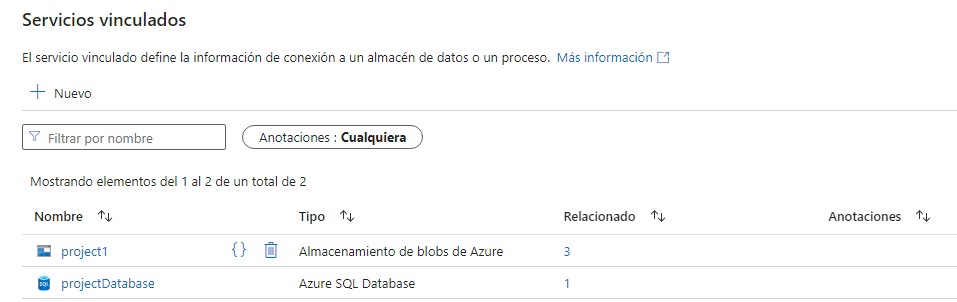 Servicios vinculados
El servicio vinculado define la información de conexión a un almacén de datos o un proceso. Más información
Nuevo
Filtrar por nombre Anotaciones : Cualquiera
Mostrando elementos del 1 al 2 de un total de 2
Nombre Tipo Relacionado Anotaciones
project1 {} Almacenamiento de blobs de Azure 3
SQL projectDatabase Azure SQL Database 1